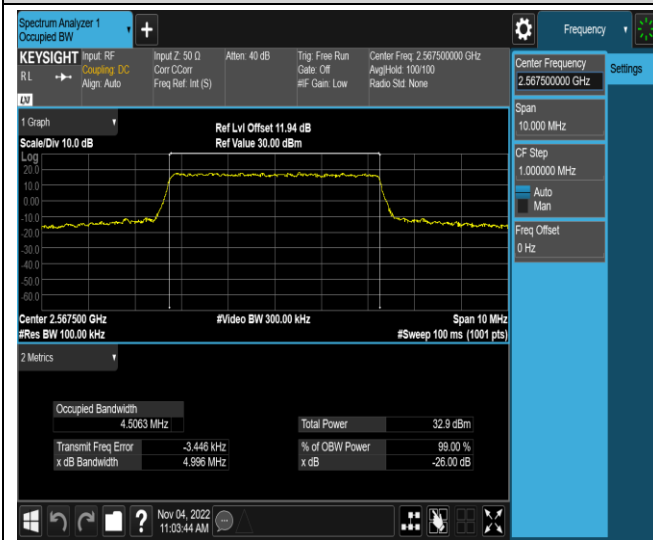 Spectrum Analyzer 1
Occupied BW
+
Frequency
KEYSIGHT
Input: RF
Coupling: DC
Align: Auto
RL
LXI
Input Z: 50 Ω
Corr CCorr
Freq Ref: Int (S)
Atten: 40 dB
Trig: Free Run
Gate: Off
#IF Gain: Low
Center Freq: 2.567500000 GHz
Avg|Hold: 100/100
Radio Std: None
Center Frequency
2.567500000 GHz
Settings
Span
10.000 MHz
CF Step
1.000000 MHz
Auto
Man
Freq Offset
0 Hz
1 Graph
Scale/Div 10.0 dB
Ref Lvl Offset 11.94 dB
Ref Value 30.00 dBm
Log
20.0
10.0
0.00
-10.0
-20.0
-30.0
-40.0
-50.0
-60.0
Center 2.567500 GHz
#Res BW 100.00 kHz
#Video BW 300.00 kHz
Span 10 MHz
#Sweep 100 ms (1001 pts)
2 Metrics
Occupied Bandwidth
4.5063 MHz
Total Power 32.9 dBm
Transmit Freq Error -3.446 kHz
% of OBW Power 99.00 %
x dB Bandwidth 4.996 MHz
x dB -26.00 dB
?
Nov 04, 2022
11:03:44 AM